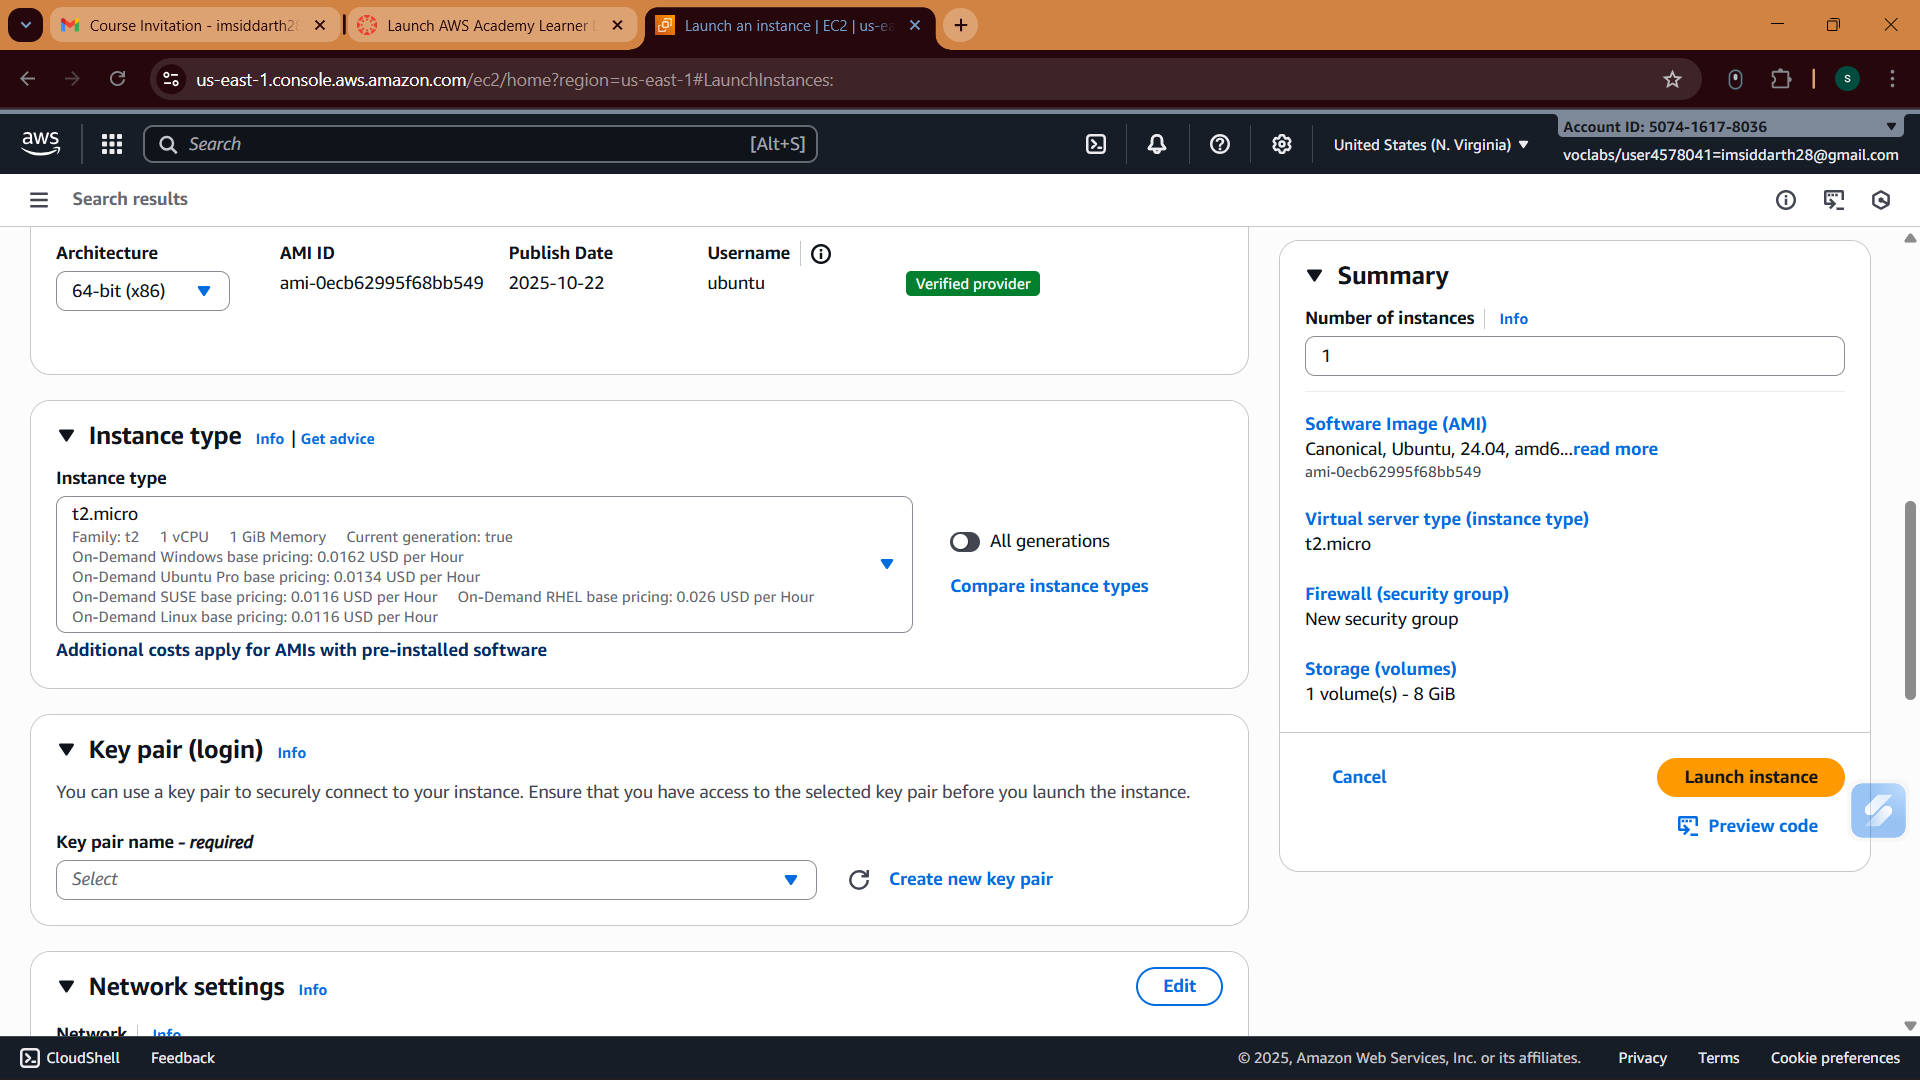 Course Invitation - imsiddarth28
Launch AWS Academy Learner L
Launch an instance | EC2 | us-ea
us-east-1.console.aws.amazon.com/ec2/home?region=us-east-1#LaunchInstances:
S
aws
Search
[Alt+S]
United States (N. Virginia)
Account ID: 5074-1617-8036
voclabs/user4578041=imsiddarth28@gmail.com
Search results
Architecture
AMI ID
Publish Date
Username
64-bit (x86)
ami-0ecb62995f68bb549
2025-10-22
ubuntu
Verified provider
Instance type
Info | Get advice
Instance type
t2.micro
Family: t2 1 vCPU 1 GiB Memory Current generation: true
On-Demand Windows base pricing: 0.0162 USD per Hour
On-Demand Ubuntu Pro base pricing: 0.0134 USD per Hour
On-Demand SUSE base pricing: 0.0116 USD per Hour On-Demand RHEL base pricing: 0.026 USD per Hour
On-Demand Linux base pricing: 0.0116 USD per Hour
All generations
Compare instance types
Additional costs apply for AMIs with pre-installed software
Key pair (login)
Info
You can use a key pair to securely connect to your instance. Ensure that you have access to the selected key pair before you launch the instance.
Key pair name - required
Select
Create new key pair
Network settings
Info
Edit
Network
Info
Summary
Number of instances
Info
1
Software Image (AMI)
Canonical, Ubuntu, 24.04, amd6...read more
ami-0ecb62995f68bb549
Virtual server type (instance type)
t2.micro
Firewall (security group)
New security group
Storage (volumes)
1 volume(s) - 8 GiB
Cancel
Launch instance
Preview code
CloudShell
Feedback
© 2025, Amazon Web Services, Inc. or its affiliates.
Privacy
Terms
Cookie preferences